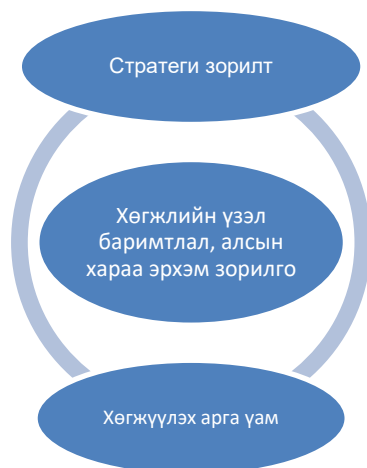 Стратеги зорилт
Хөгжлийн үзэл
баримтлал, алсын
хараа эрхэм зорилго
Хөгжүүлэх арга үам